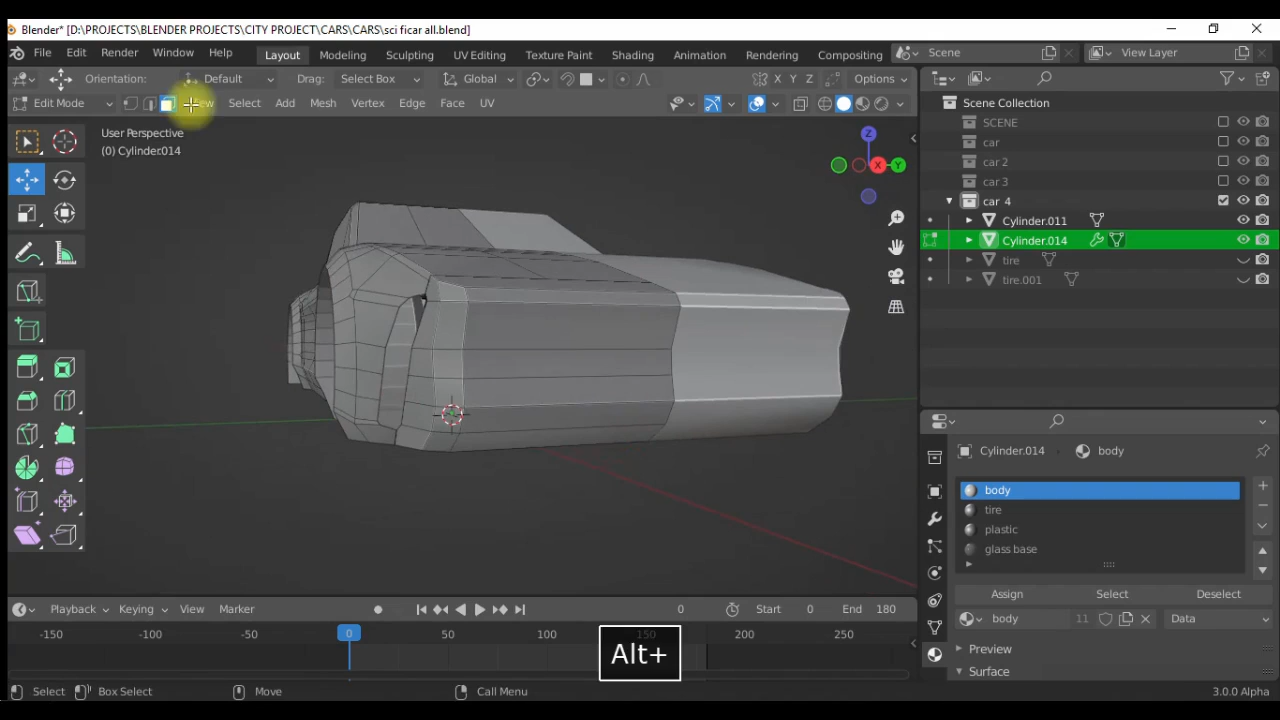 Blender* [D:\PROJECTS\BLENDER PROJECTS\CITY PROJECT\CARS\CARS\sci ficar all.blend]
File Edit Render Window Help Layout Modeling Sculpting UV Editing Texture Paint Shading Animation Rendering Compositing Scene View Layer
Orientation: Default Drag: Select Box Global X Y Z Options
Edit Mode View Select Add Mesh Vertex Edge Face UV
Scene Collection
SCENE
car
car 2
car 3
car 4
Cylinder.011
Cylinder.014
tire
tire.001
User Perspective
(0) Cylinder.014
Z
X
Y
Cylinder.014 body
body
tire
plastic
glass base
Assign Select Deselect
body 11 Data
Preview
Surface
Playback Keying View Marker 0 Start 0 End 180
-150 -100 -50 0 50 100 150 200 250
Alt+
Select Box Select Move Call Menu 3.0.0 Alpha